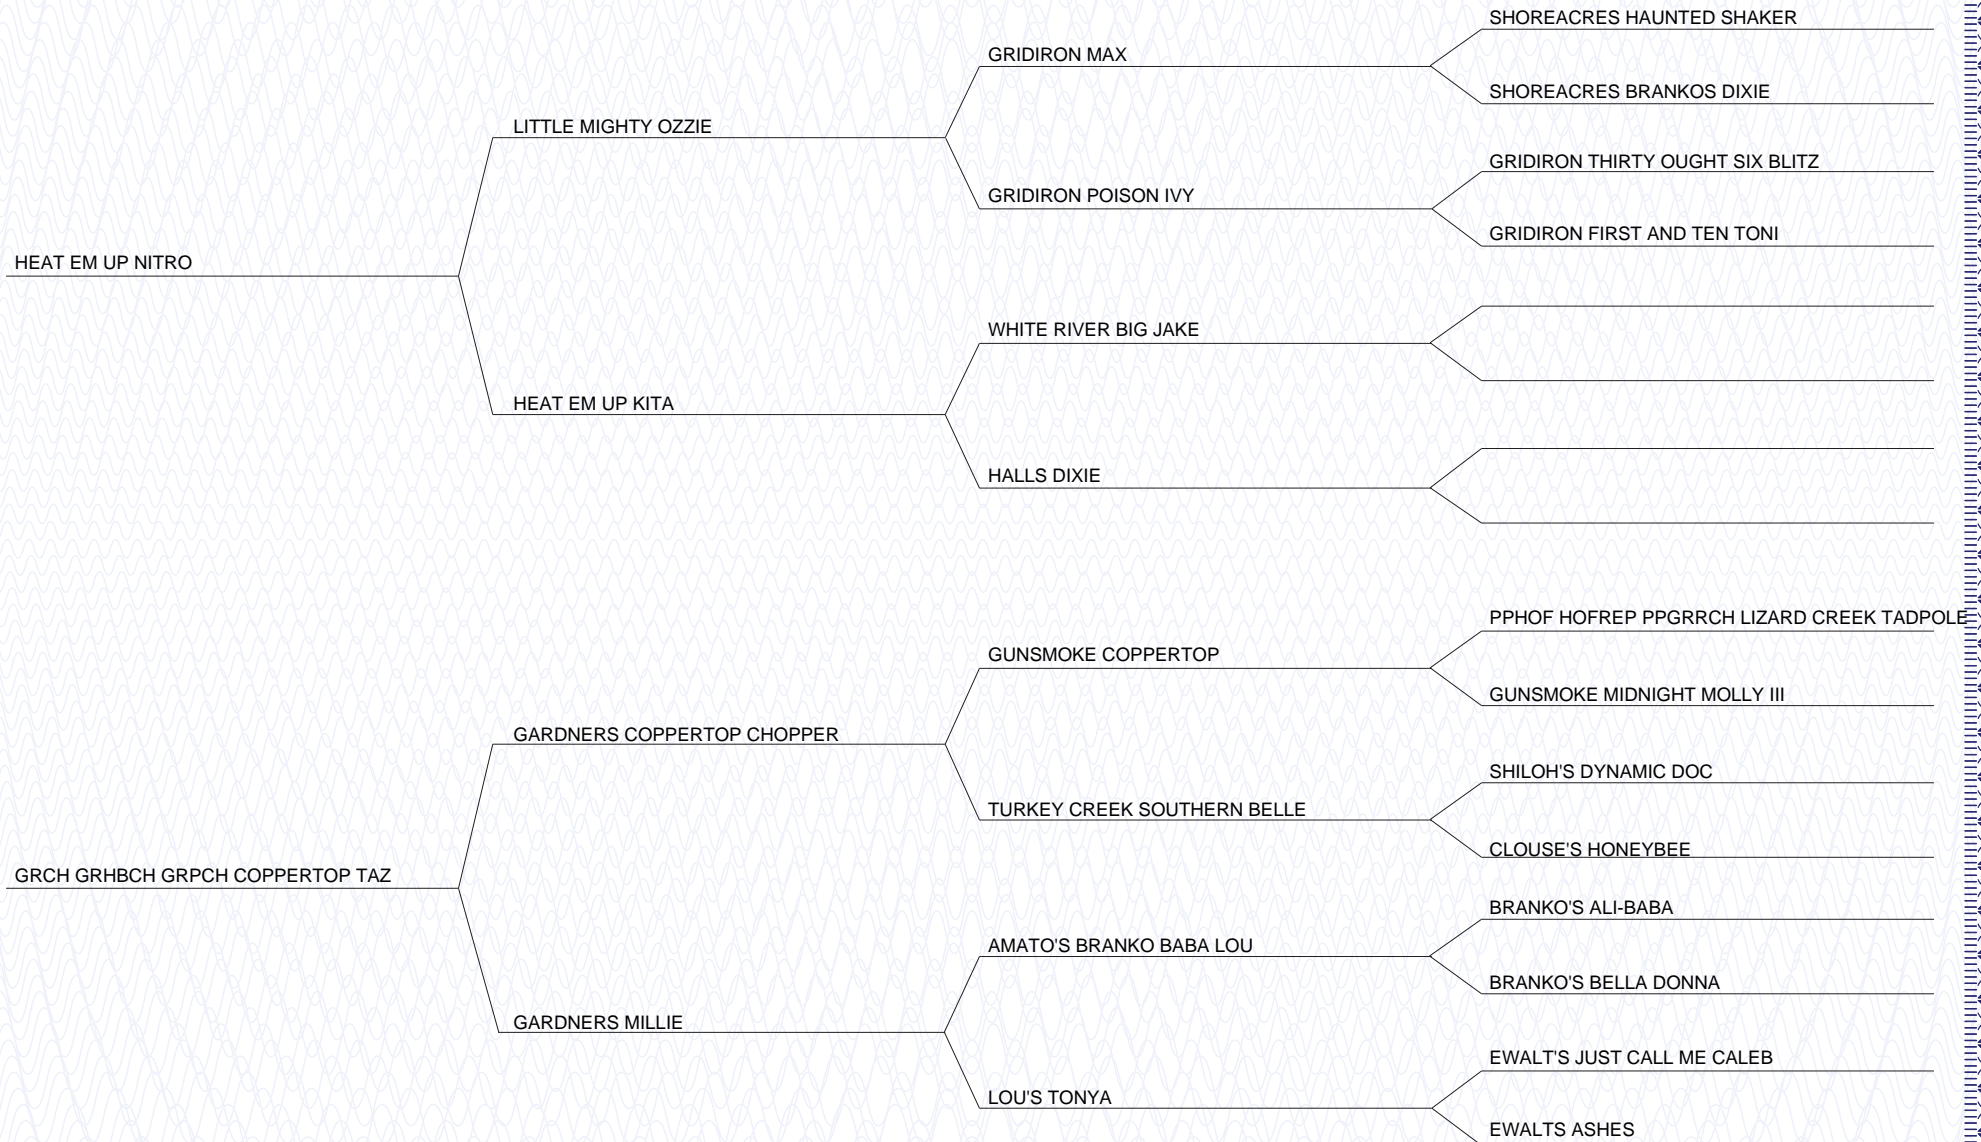 SHOREACRES HAUNTED SHAKER
GRIDIRON MAX
SHOREACRES BRANKOS DIXIE
LITTLE MIGHTY OZZIE
GRIDIRON THIRTY OUGHT SIX BLITZ
GRIDIRON POISON IVY
GRIDIRON FIRST AND TEN TONI
HEAT EM UP NITRO
WHITE RIVER BIG JAKE
HEAT EM UP KITA
HALLS DIXIE
PPHOF HOFREP PPGRRCH LIZARD CREEK TADPOLE
GUNSMOKE COPPERTOP
GUNSMOKE MIDNIGHT MOLLY III
GARDNERS COPPERTOP CHOPPER
SHILOH'S DYNAMIC DOC
TURKEY CREEK SOUTHERN BELLE
CLOUSE'S HONEYBEE
GRCH GRHBCH GRPCH COPPERTOP TAZ
BRANKO'S ALI-BABA
AMATO'S BRANKO BABA LOU
BRANKO'S BELLA DONNA
GARDNERS MILLIE
EWALT'S JUST CALL ME CALEB
LOU'S TONYA
EWALTS ASHES